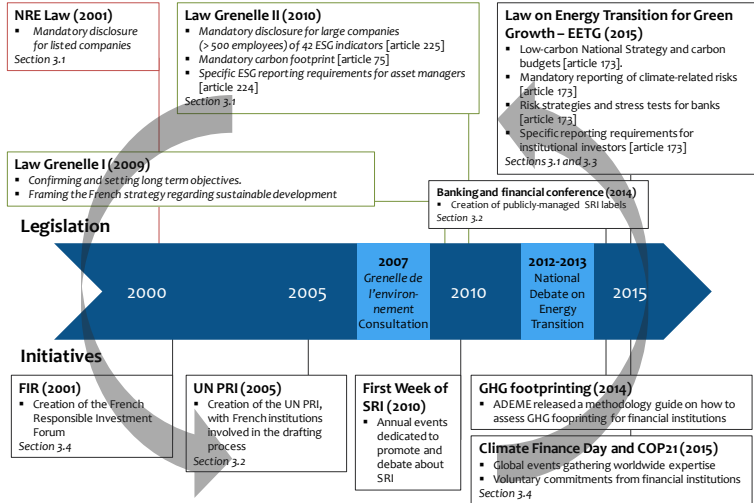 NRE Law (2001)
▪ Mandatory disclosure
for listed companies
Section 3.1
Law Grenelle II (2010)
▪ Mandatory disclosure for large companies
(> 500 employees) of 42 ESG indicators [article 225]
▪ Mandatory carbon footprint [article 75]
▪ Specific ESG reporting requirements for asset managers
[article 224]
Section 3.1
Law on Energy Transition for Green
Growth – EETG (2015)
▪ Low-carbon National Strategy and carbon
budgets [article 173].
▪ Mandatory reporting of climate-related risks
[article 173]
▪ Risk strategies and stress tests for banks
[article 173]
▪ Specific reporting requirements for
institutional investors [article 173]
Sections 3.1 and 3.3
Law Grenelle I (2009)
▪ Confirming and setting long term objectives.
▪ Framing the French strategy regarding sustainable development
Banking and financial conference (2014)
▪ Creation of publicly-managed SRI labels
Section 3.2
Legislation
2000
2005
2007
Grenelle de
l'environ-
nement
Consultation
2010
2012-2013
National
Debate on
Energy
Transition
2015
Initiatives
FIR (2001)
▪ Creation of the French
Responsible Investment
Forum
Section 3.4
UN PRI (2005)
▪ Creation of the UN PRI,
with French institutions
involved in the drafting
process
Section 3.2
First Week of
SRI (2010)
▪ Annual events
dedicated to
promote and
debate about
SRI
GHG footprinting (2014)
▪ ADEME released a methodology guide on how to
assess GHG footprinting for financial institutions
Climate Finance Day and COP21 (2015)
▪ Global events gathering worldwide expertise
▪ Voluntary commitments from financial institutions
Section 3.4